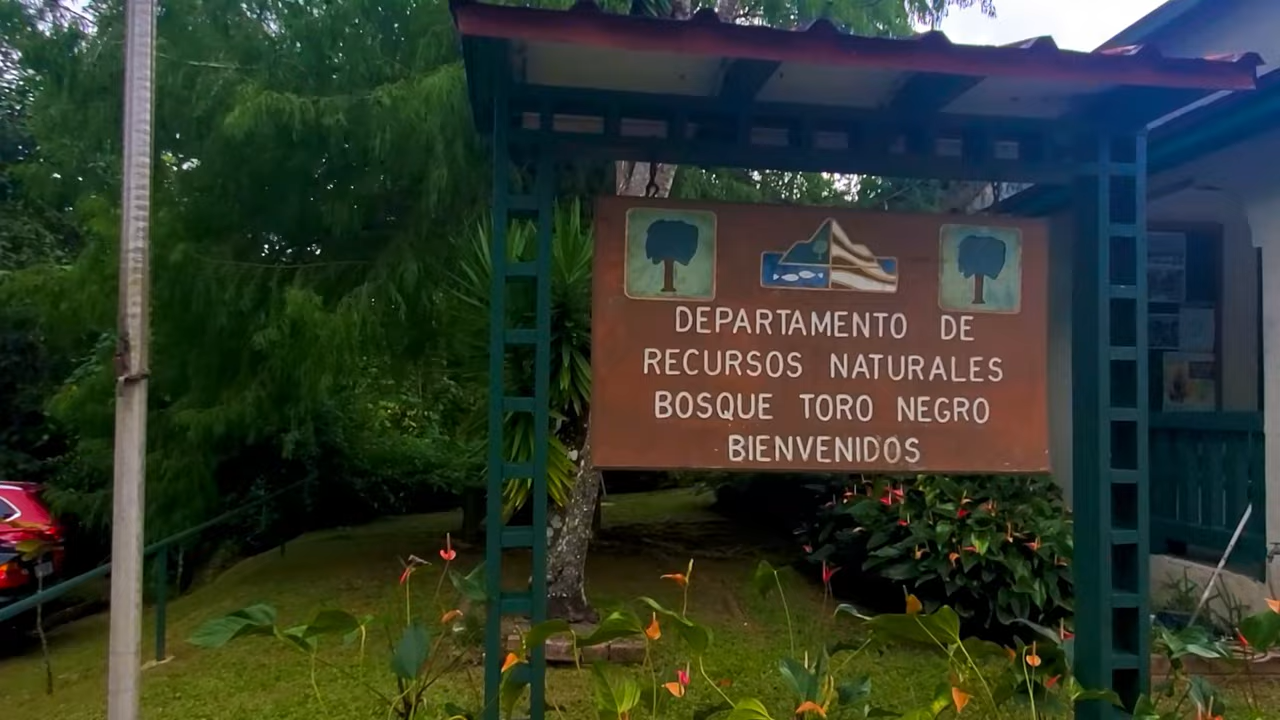 DEPARTAMENTO DE
RECURSOS NATURALES
BOSQUE TORO NEGRO
BIENVENIDOS